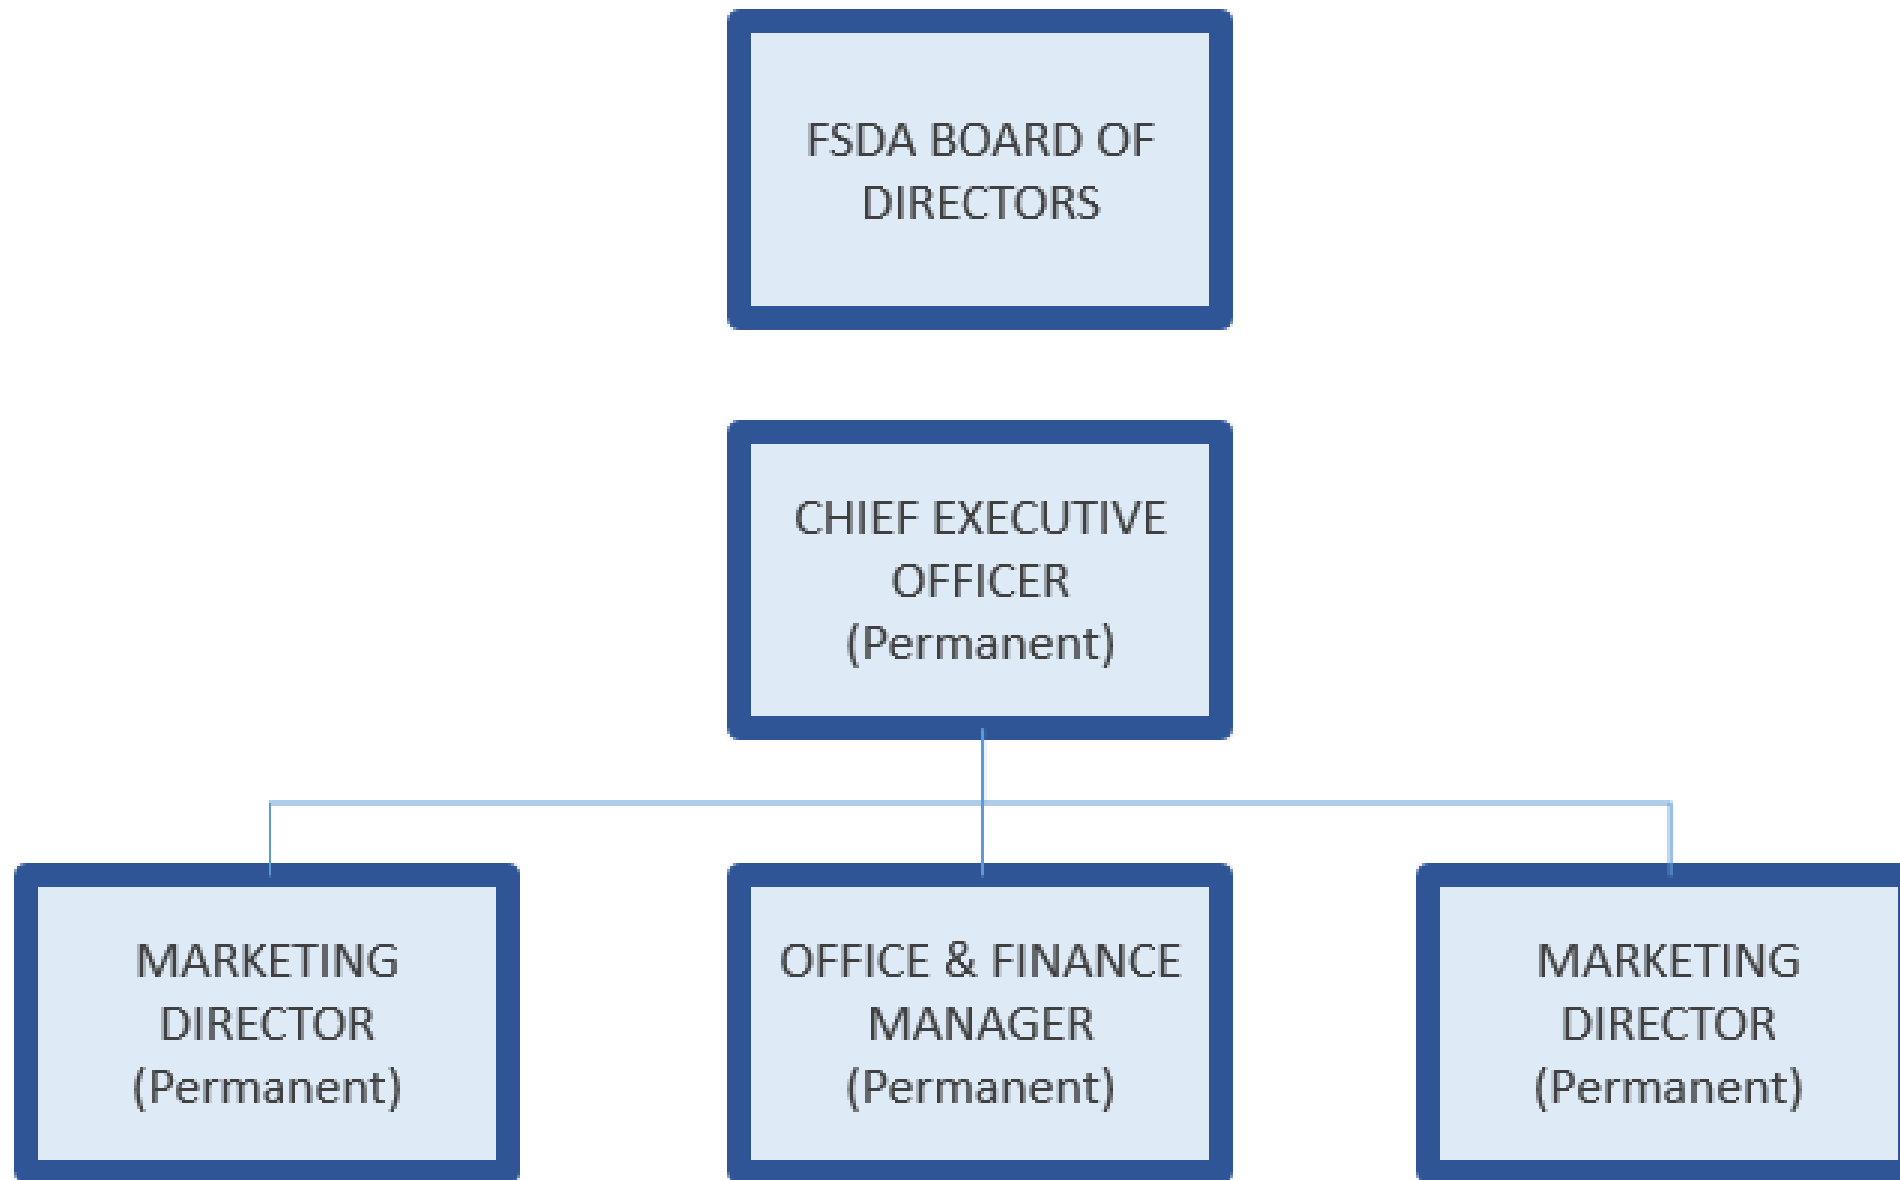 FSDA BOARD OF
DIRECTORS
CHIEF EXECUTIVE
OFFICER
(Permanent)
MARKETING
DIRECTOR
(Permanent)
OFFICE & FINANCE
MANAGER
(Permanent)
MARKETING
DIRECTOR
(Permanent)